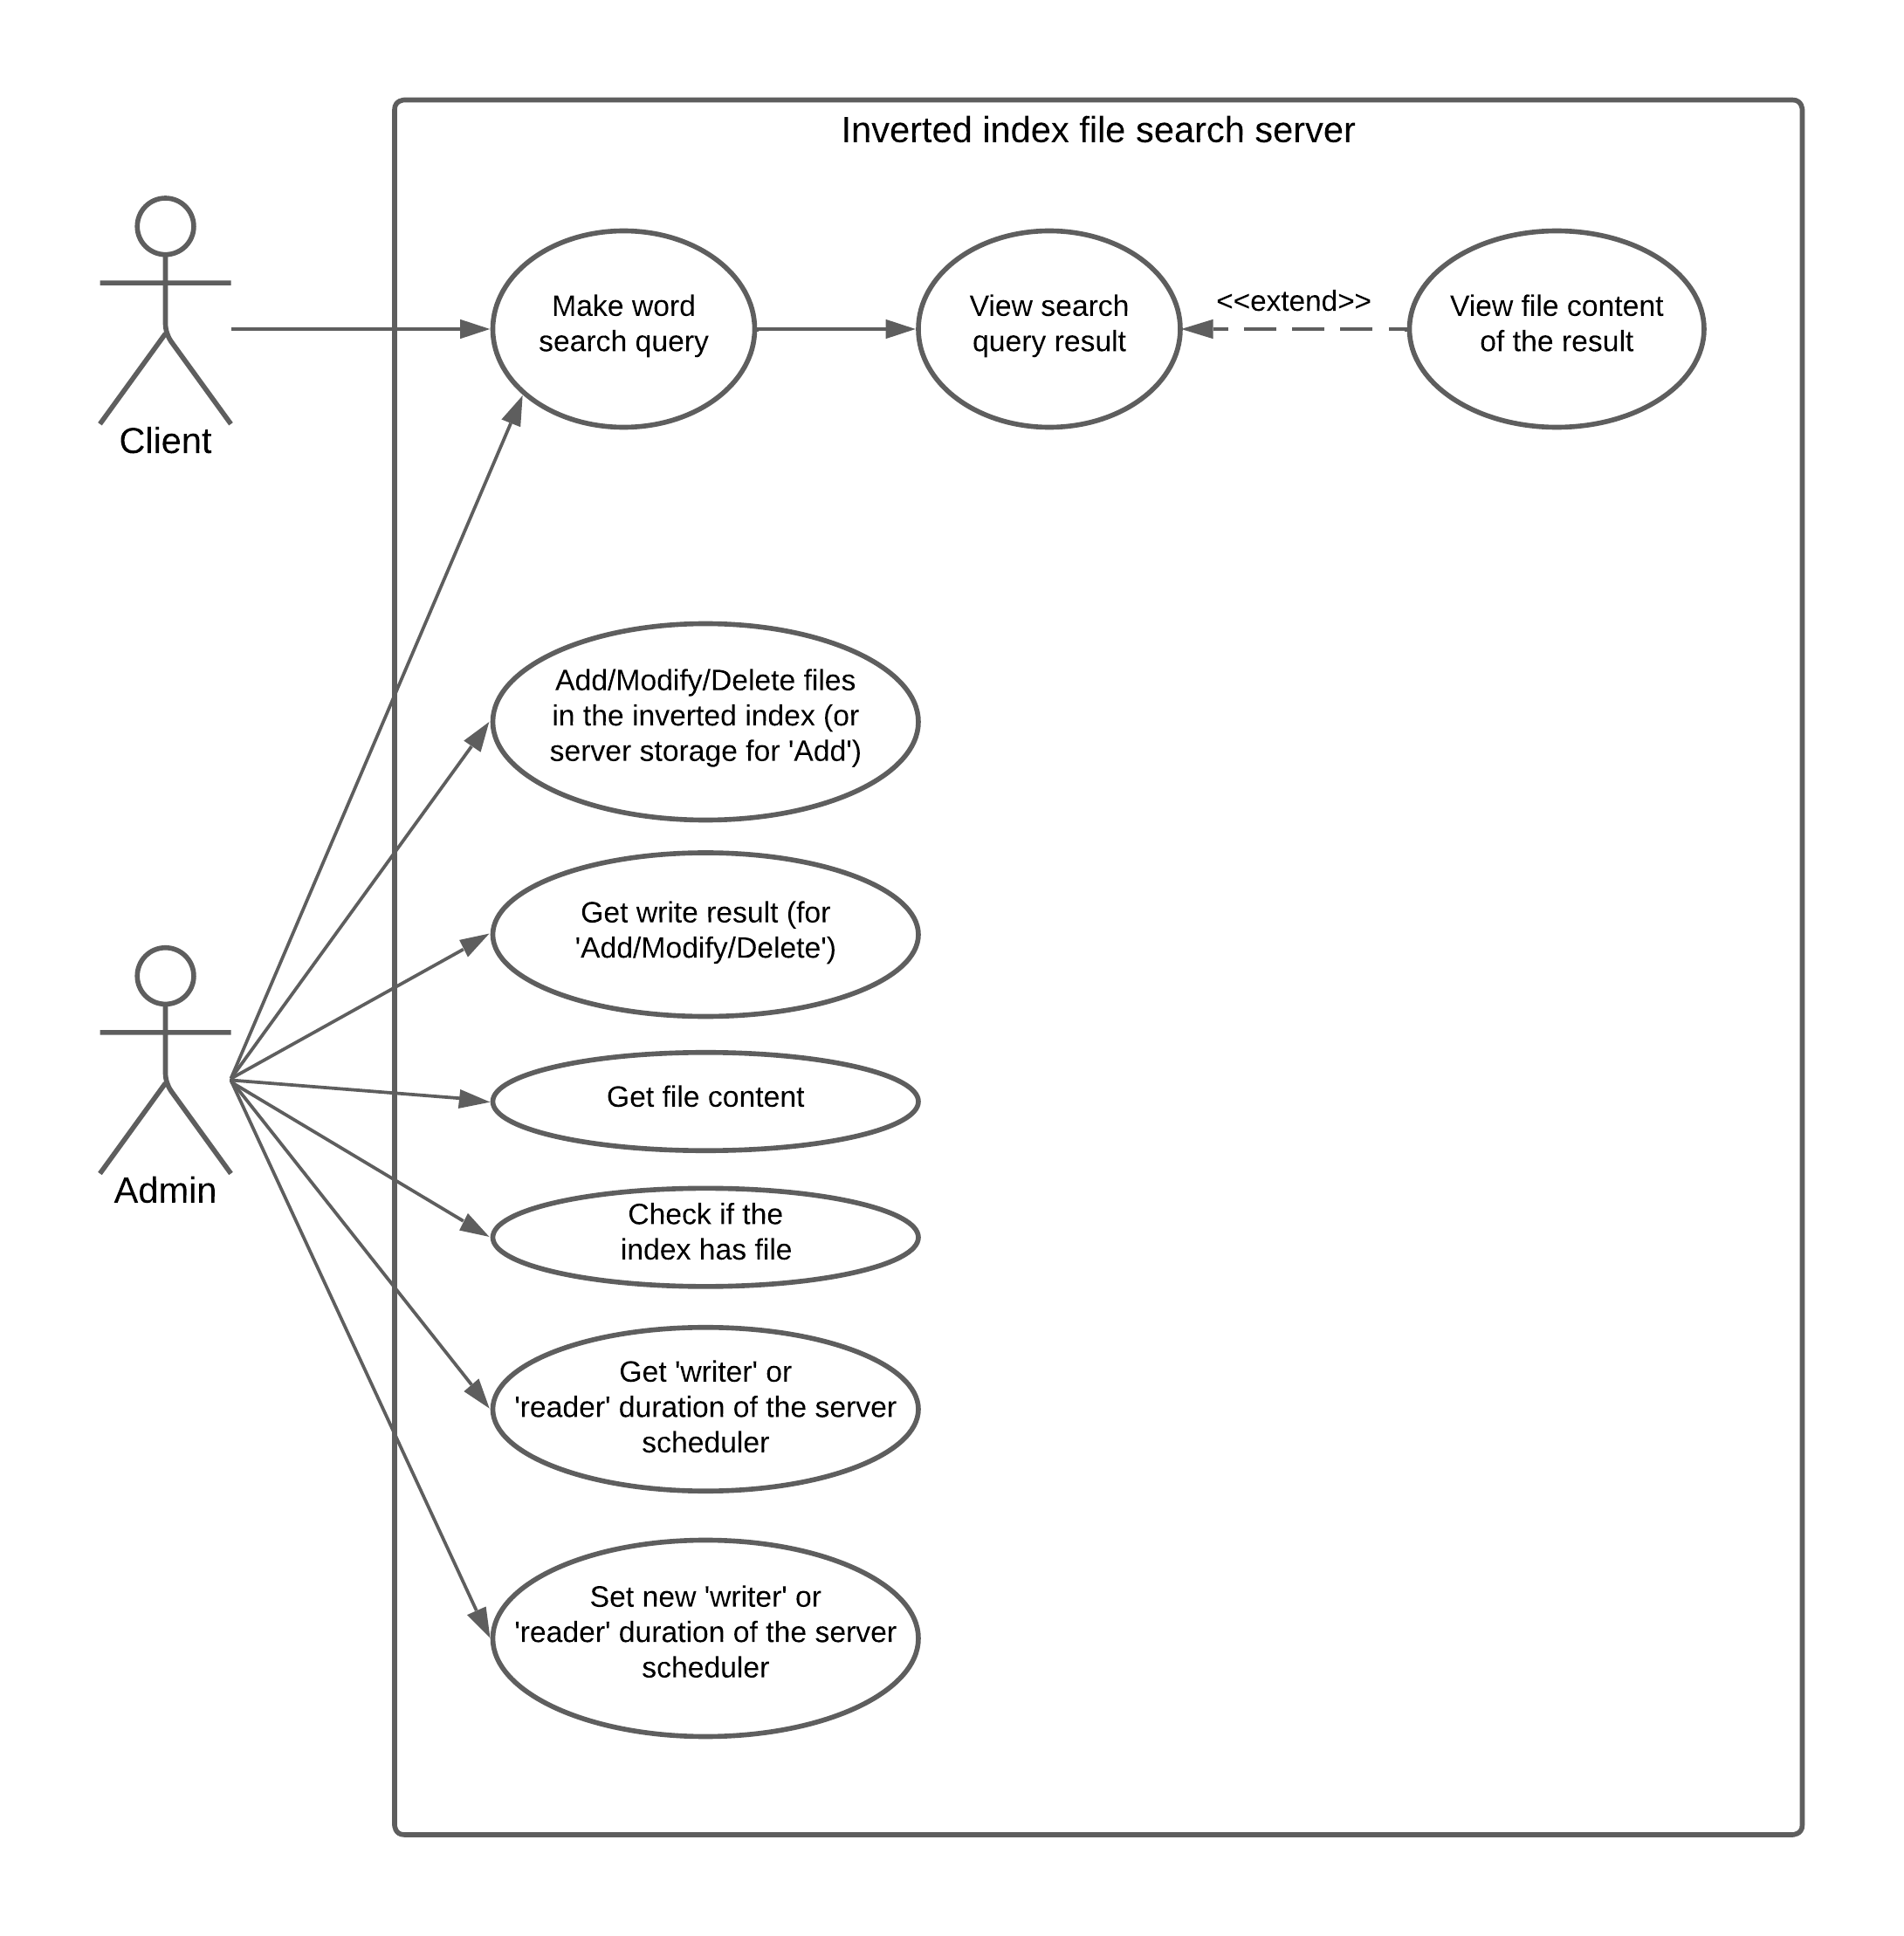 Inverted index file search server
Client
Make word
search query
View search
query result
<<extend>>
View file content
of the result
Add/Modify/Delete files
in the inverted index (or
server storage for 'Add')
Get write result (for
'Add/Modify/Delete')
Get file content
Admin
Check if the
index has file
Get 'writer' or
'reader' duration of the server
scheduler
Set new 'writer' or
'reader' duration of the server
scheduler